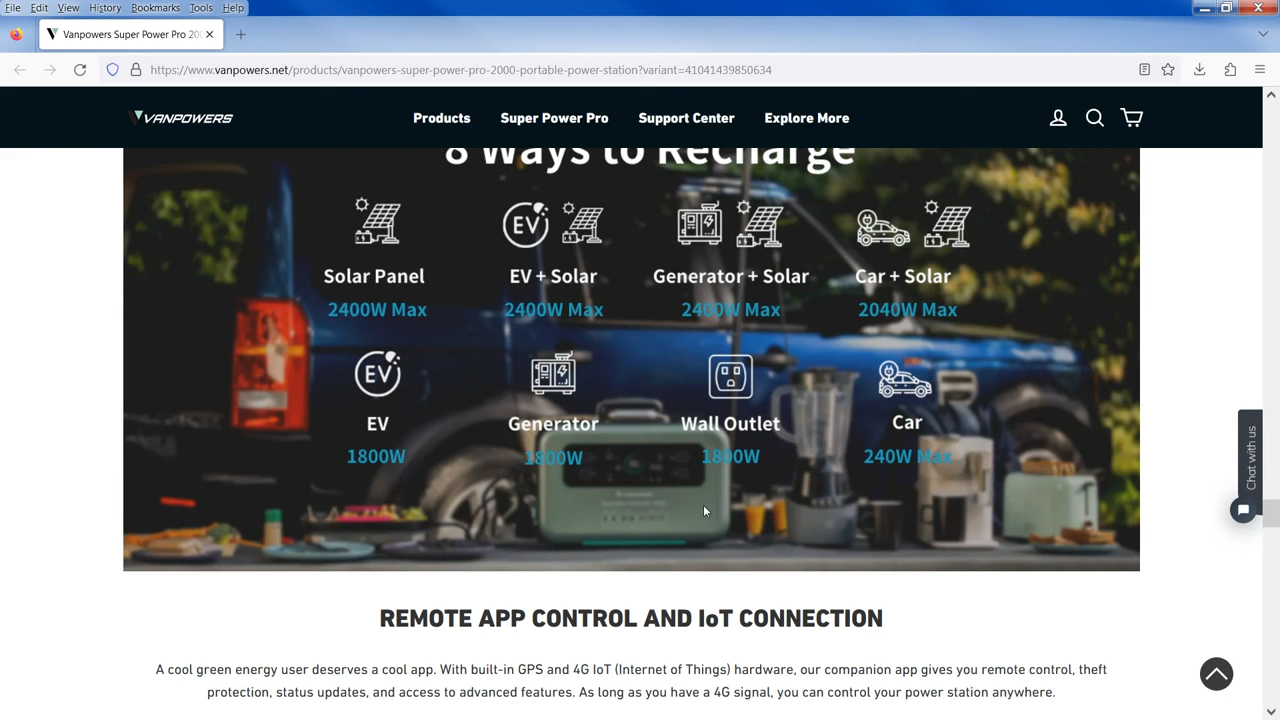 File Edit View History Bookmarks Tools Help
Vanpowers Super Power Pro 200
https://www.vanpowers.net/products/vanpowers-super-power-pro-2000-portable-power-station?variant=41041439850634
VANPOWERS
Products Super Power Pro Support Center Explore More
8 Ways to Recharge
EV
Solar Panel EV + Solar Generator + Solar Car + Solar
2400W Max 2400W Max 2400W Max 2040W Max
EV
EV Generator Wall Outlet Car
1800W 1800W 1800W 240W Max
Chat with us
REMOTE APP CONTROL AND IoT CONNECTION
A cool green energy user deserves a cool app. With built-in GPS and 4G IoT (Internet of Things) hardware, our companion app gives you remote control, theft
protection, status updates, and access to advanced features. As long as you have a 4G signal, you can control your power station anywhere.